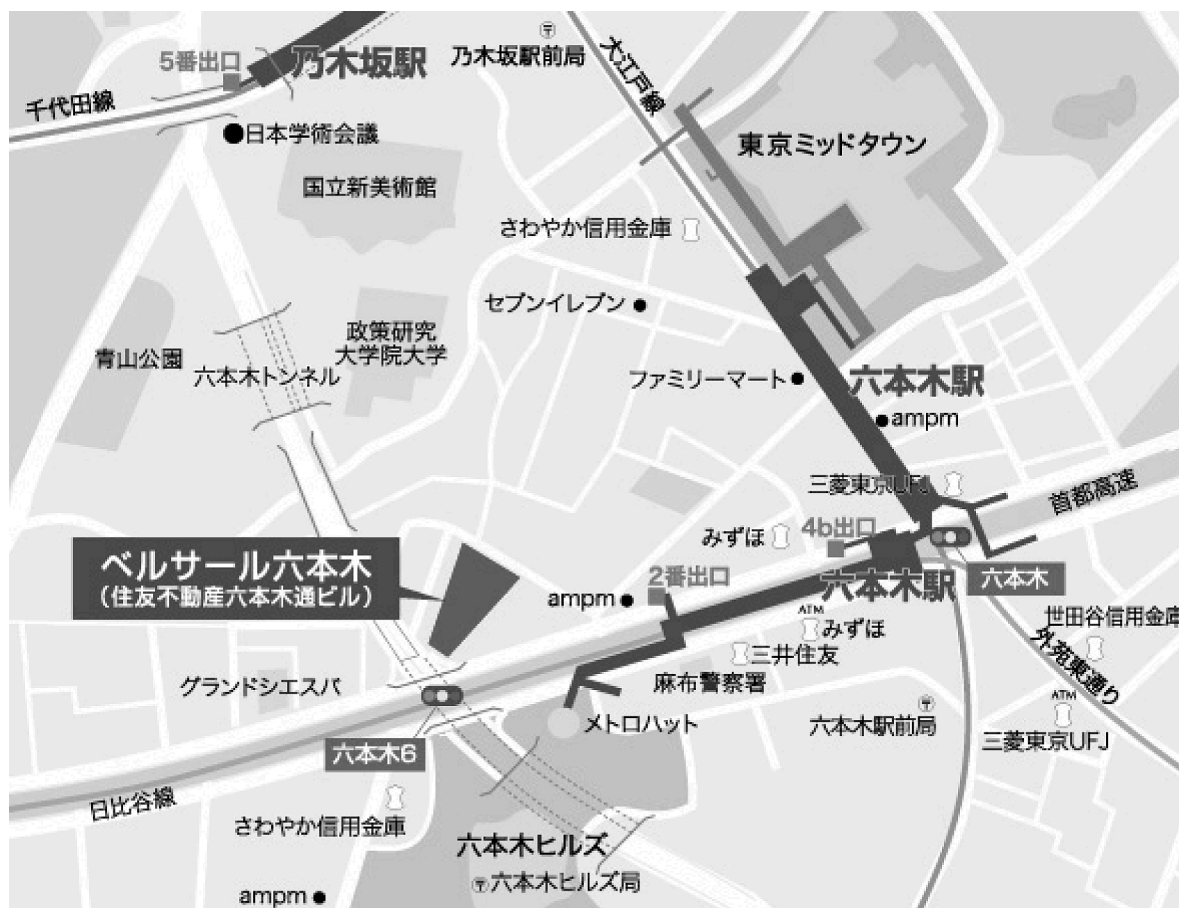 5番出口
乃木坂駅
乃木坂駅前局
大江戸線
千代田線
日本学術会議
東京ミッドタウン
国立新美術館
さわやか信用金庫
セブンイレブン
政策研究
大学院大学
青山公園
六本木トンネル
ファミリーマート
六本木駅
ampm
三菱東京UFJ
首都高速
みずほ
4b出口
ベルサール六本木
（住友不動産六本木通ビル）
2番出口
六本木駅
六本木
ampm
ATM
みずほ
世田谷信用金庫
三井住友
外苑東通り
グランドシエスパ
麻布警察署
ATM
メトロハット
六本木駅前局
三菱東京UFJ
六本木6
日比谷線
さわやか信用金庫
六本木ヒルズ
六本木ヒルズ局
ampm